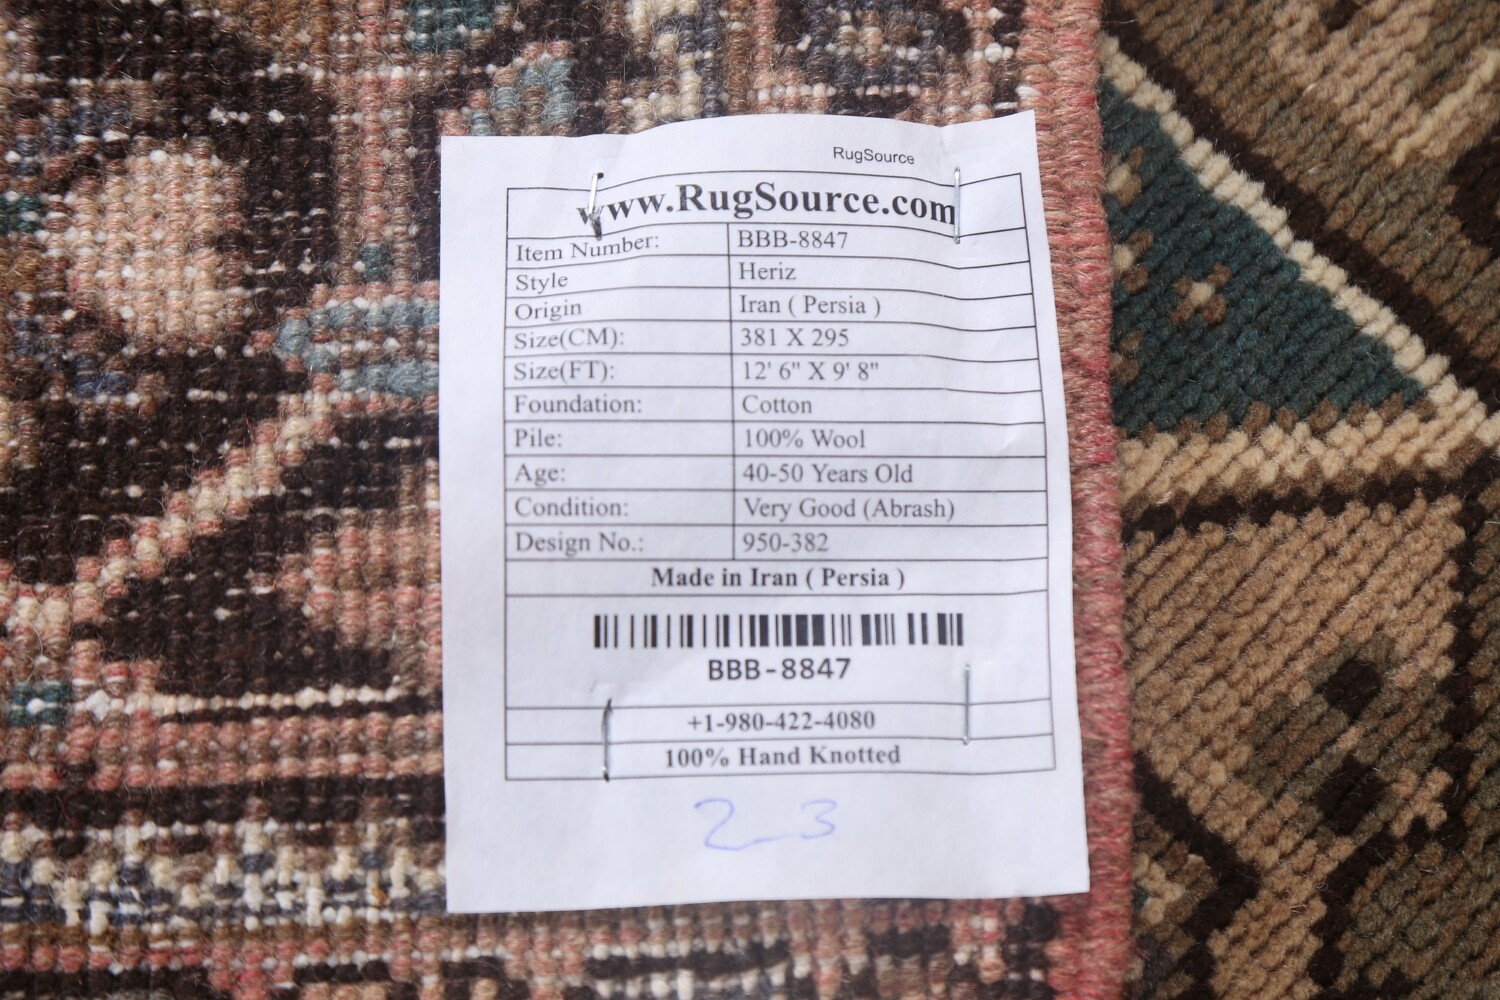 RugSource
www.RugSource.com
Item Number: BBB-8847
Style Heriz
Origin Iran ( Persia )
Size(CM): 381 X 295
Size(FT): 12' 6" X 9' 8"
Foundation: Cotton
Pile: 100% Wool
Age: 40-50 Years Old
Condition: Very Good (Abrash)
Design No.: 950-382
Made in Iran ( Persia )
BBB-8847
+1-980-422-4080
100% Hand Knotted
2-3